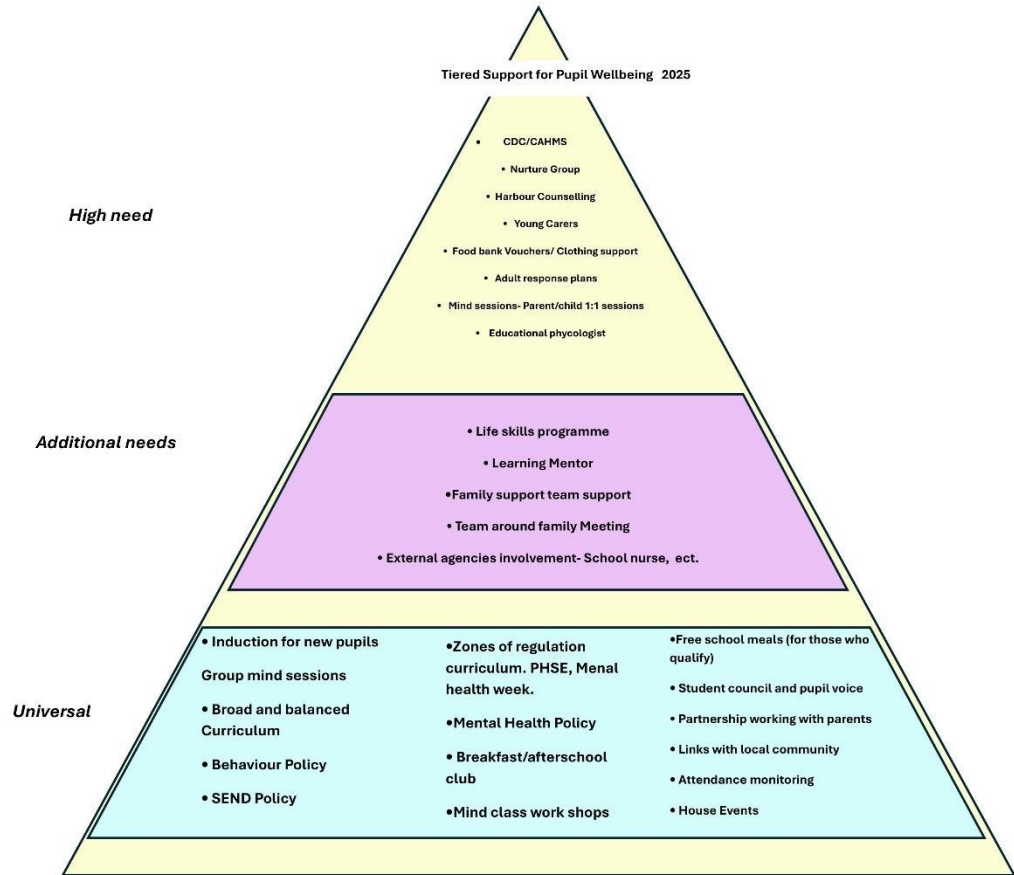 Tiered Support for Pupil Wellbeing 2025
High need
• CDC/CAHMS
• Nurture Group
• Harbour Counselling
• Young Carers
• Food bank Vouchers/ Clothing support
• Adult response plans
• Mind sessions- Parent/child 1:1 sessions
• Educational phycologist
Additional needs
• Life skills programme
• Learning Mentor
•Family support team support
• Team around family Meeting
• External agencies involvement- School nurse, ect.
Universal
• Induction for new pupils
Group mind sessions
• Broad and balanced
Curriculum
• Behaviour Policy
• SEND Policy
•Zones of regulation
curriculum. PHSE, Menal
health week.
•Mental Health Policy
• Breakfast/afterschool
club
•Mind class work shops
•Free school meals (for those who
qualify)
• Student council and pupil voice
• Partnership working with parents
• Links with local community
• Attendance monitoring
• House Events